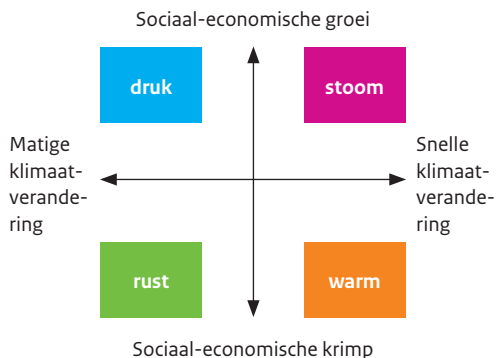 Sociaal-economische groei
druk
stoom
Matige
klimaat-
verande-
ring
Snelle
klimaat-
verande-
ring
rust
warm
Sociaal-economische krimp